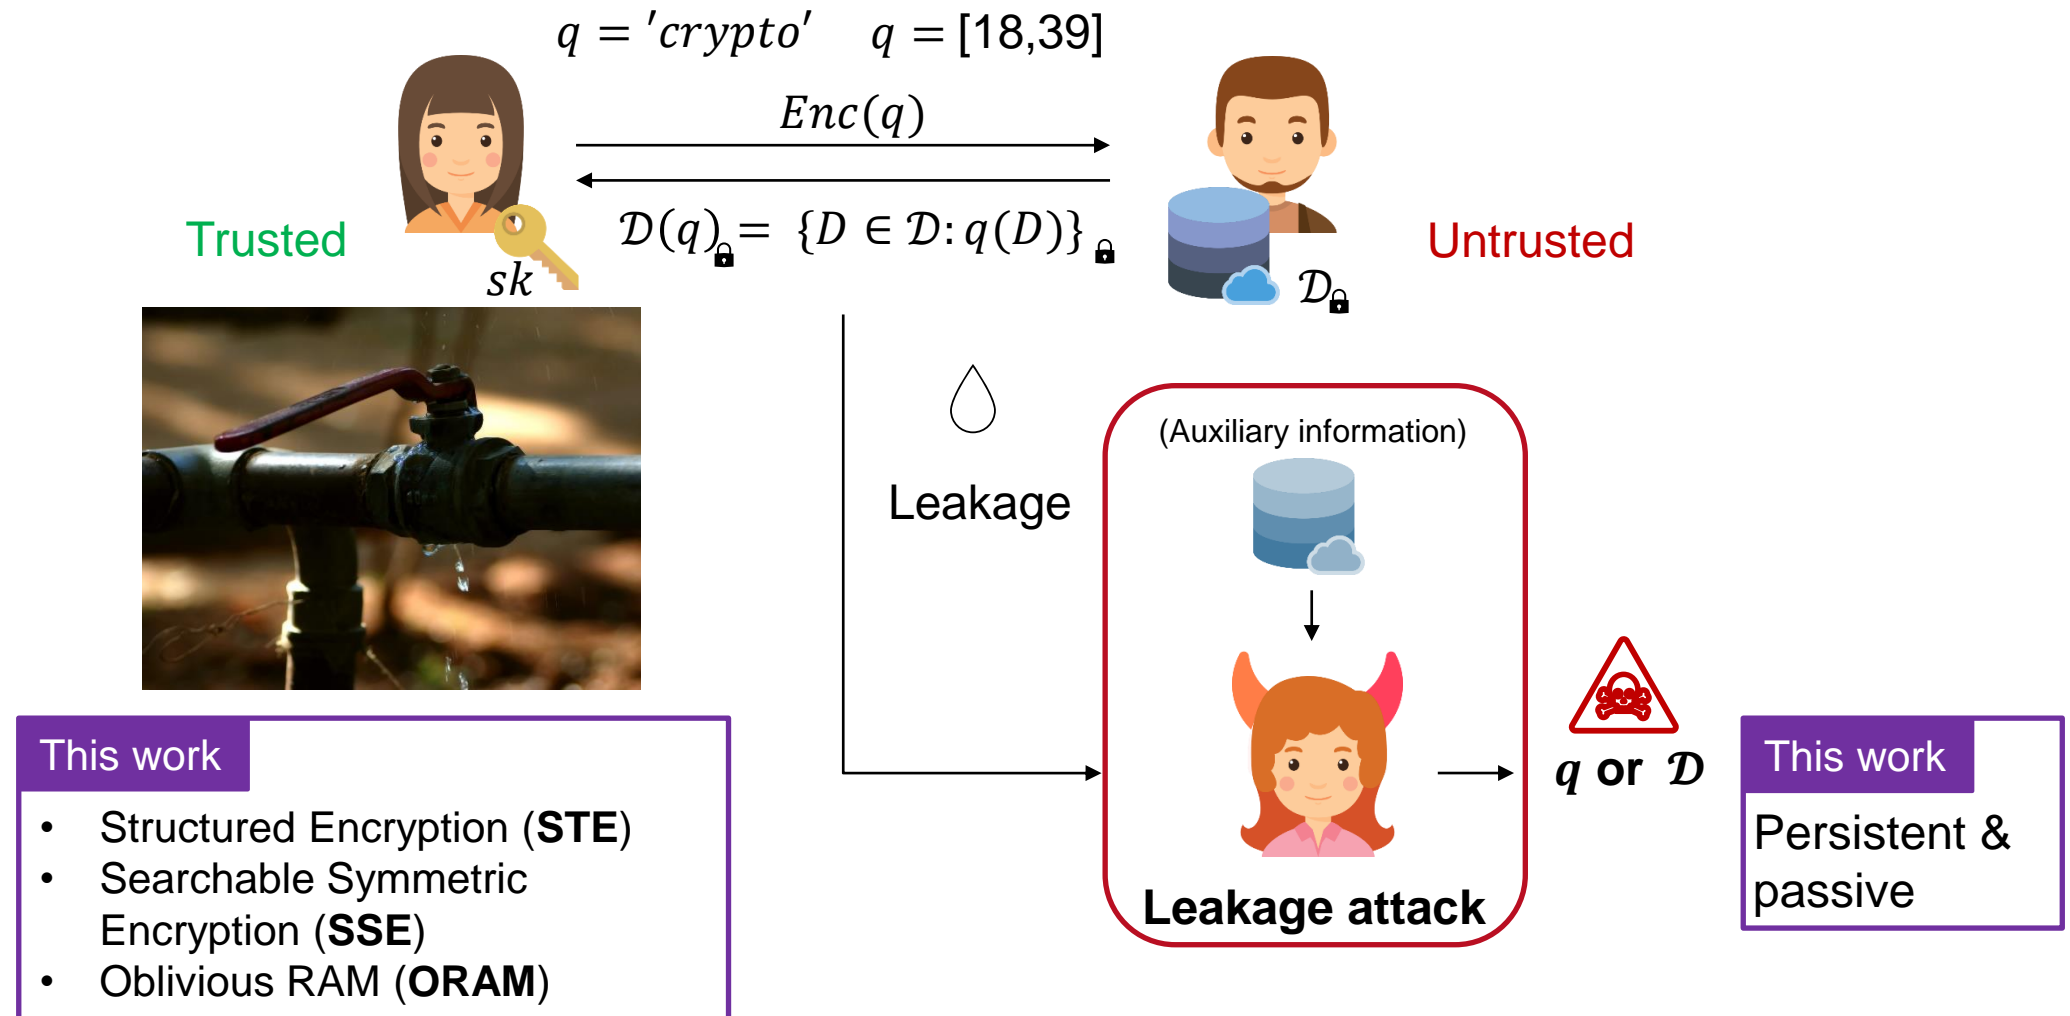 q = 'crypto' q = [18,39]
Enc(q)
𝒟(q) = {D ∈ 𝒟: q(D)}
Trusted
Untrusted
sk
𝒟
(Auxiliary information)
Leakage
Leakage attack
q or 𝒟
This work
• Structured Encryption (STE)
• Searchable Symmetric
Encryption (SSE)
• Oblivious RAM (ORAM)
This work
Persistent &
passive